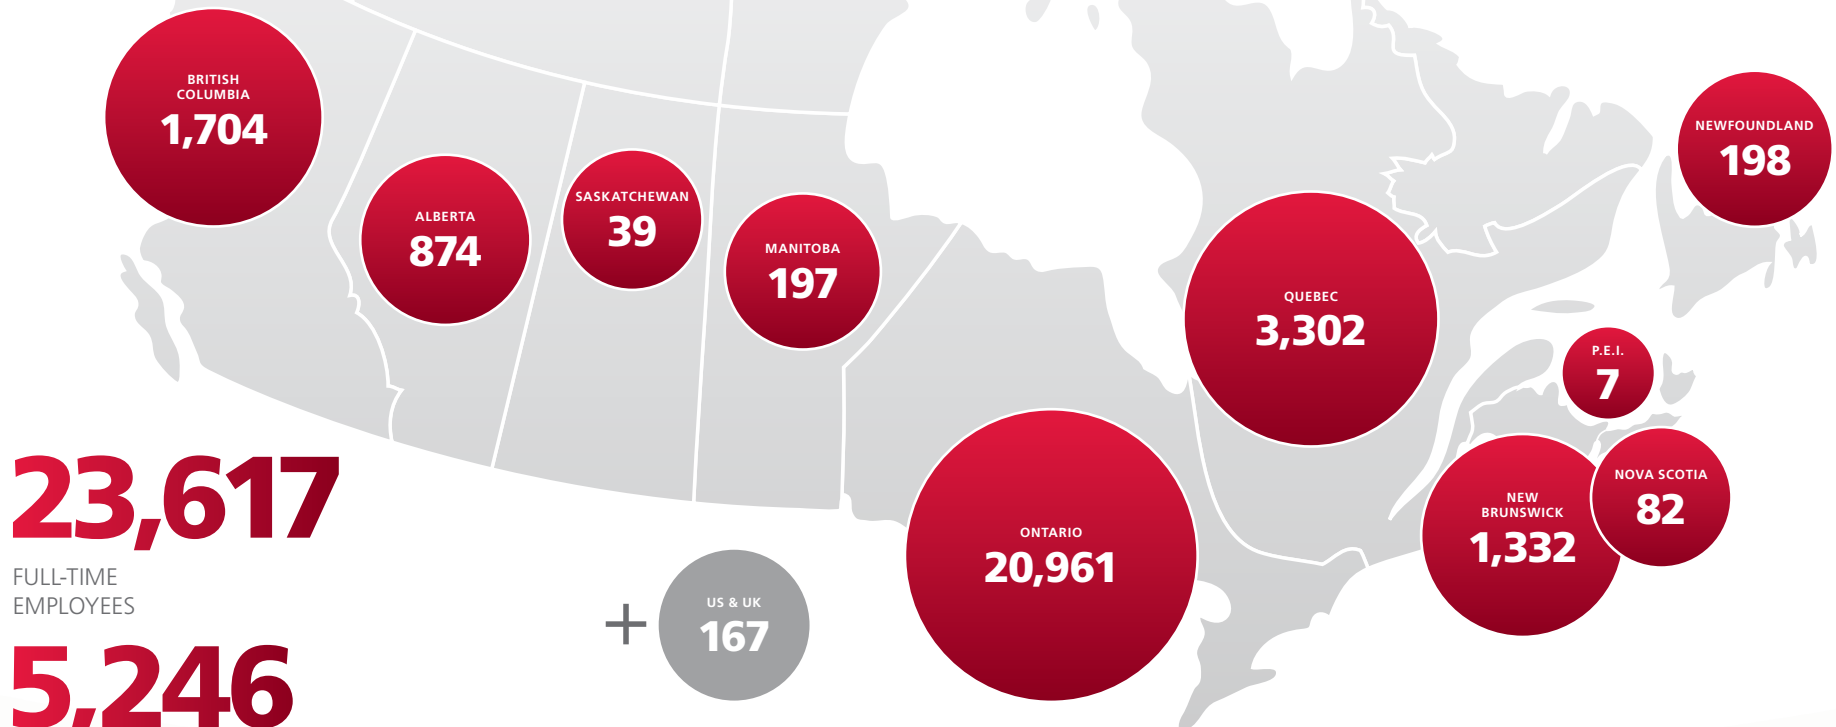 BRITISH
COLUMBIA
1,704
ALBERTA
874
SASKATCHEWAN
39
MANITOBA
197
QUEBEC
3,302
NEWFOUNDLAND
198
P.E.I.
7
NOVA SCOTIA
82
NEW
BRUNSWICK
1,332
ONTARIO
20,961
+
US & UK
167
23,617
FULL-TIME
EMPLOYEES
5,246